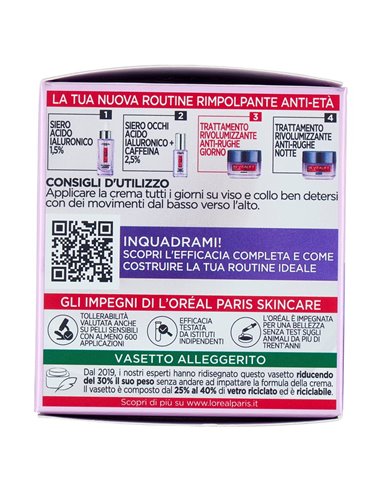 LA TUA NUOVA ROUTINE RIMPOLPANTE ANTI-ETÀ
1
SIERO
ACIDO
IALURONICO
1,5%
2
SIERO OCCHI
ACIDO
IALURONICO +
CAFFEINA
2,5%
3
TRATTAMENTO
RIVOLUMIZZANTE
ANTI-RUGHE
GIORNO
4
TRATTAMENTO
RIVOLUMIZZANTE
ANTI-RUGHE
NOTTE
CONSIGLI D'UTILIZZO
Applicare la crema tutti i giorni su viso e collo ben detersi
con dei movimenti dal basso verso l'alto.
INQUADRAMI!
SCOPRI L'EFFICACIA COMPLETA E COME
COSTRUIRE LA TUA ROUTINE IDEALE
GLI IMPEGNI DI L'ORÉAL PARIS SKINCARE
TOLLERABILITÀ
VALUTATA ANCHE
SU PELLI SENSIBILI
CON ALMENO 600
APPLICAZIONI
EFFICACIA
TESTATA DA
ISTITUTI
INDIPENDENTI
L'ORÉAL È IMPEGNATA
PER UNA BELLEZZA
SENZA TEST SUGLI
ANIMALI DA PIÙ DI
TRENT'ANNI
VASETTO ALLEGGERITO
Dal 2019, i nostri esperti hanno ridisegnato questo vasetto riducendo
del 30% il suo peso senza andare ad impattare la formula della crema.
Il vasetto è composto dal 25% al 40% di vetro riciclato ed è riciclabile.
Scopri di più su www.lorealparis.it